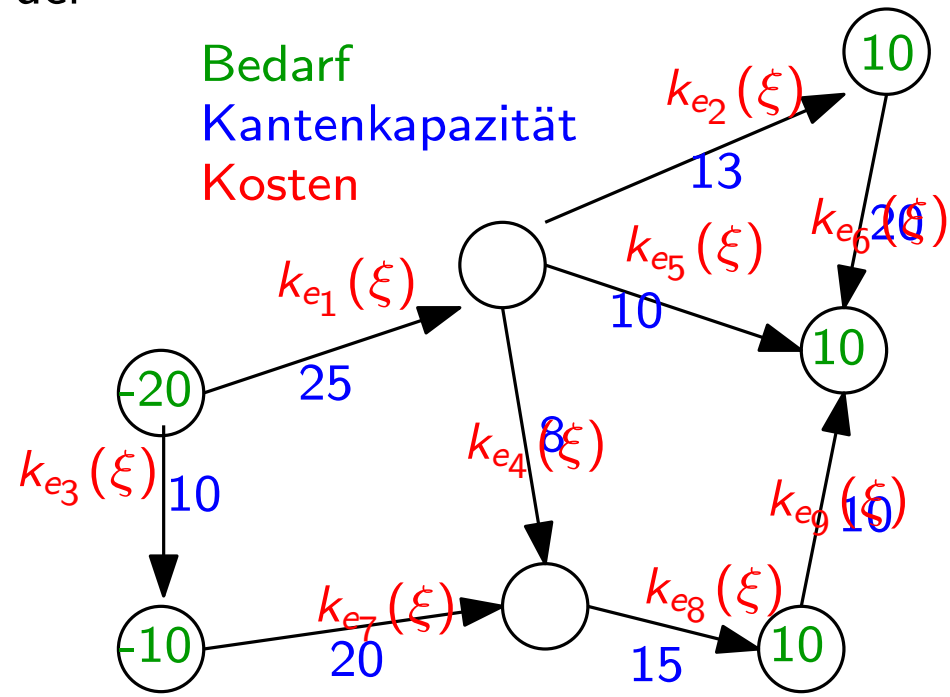 der
Bedarf
Kantenkapazität
Kosten
10
k_{e_2}(ξ)
13
k_{e_6}(ξ)
20
k_{e_5}(ξ)
10
k_{e_1}(ξ)
25
10
-20
k_{e_4}(ξ)
8
k_{e_3}(ξ)
10
k_{e_9}(ξ)
10
k_{e_7}(ξ)
20
k_{e_8}(ξ)
15
-10
10